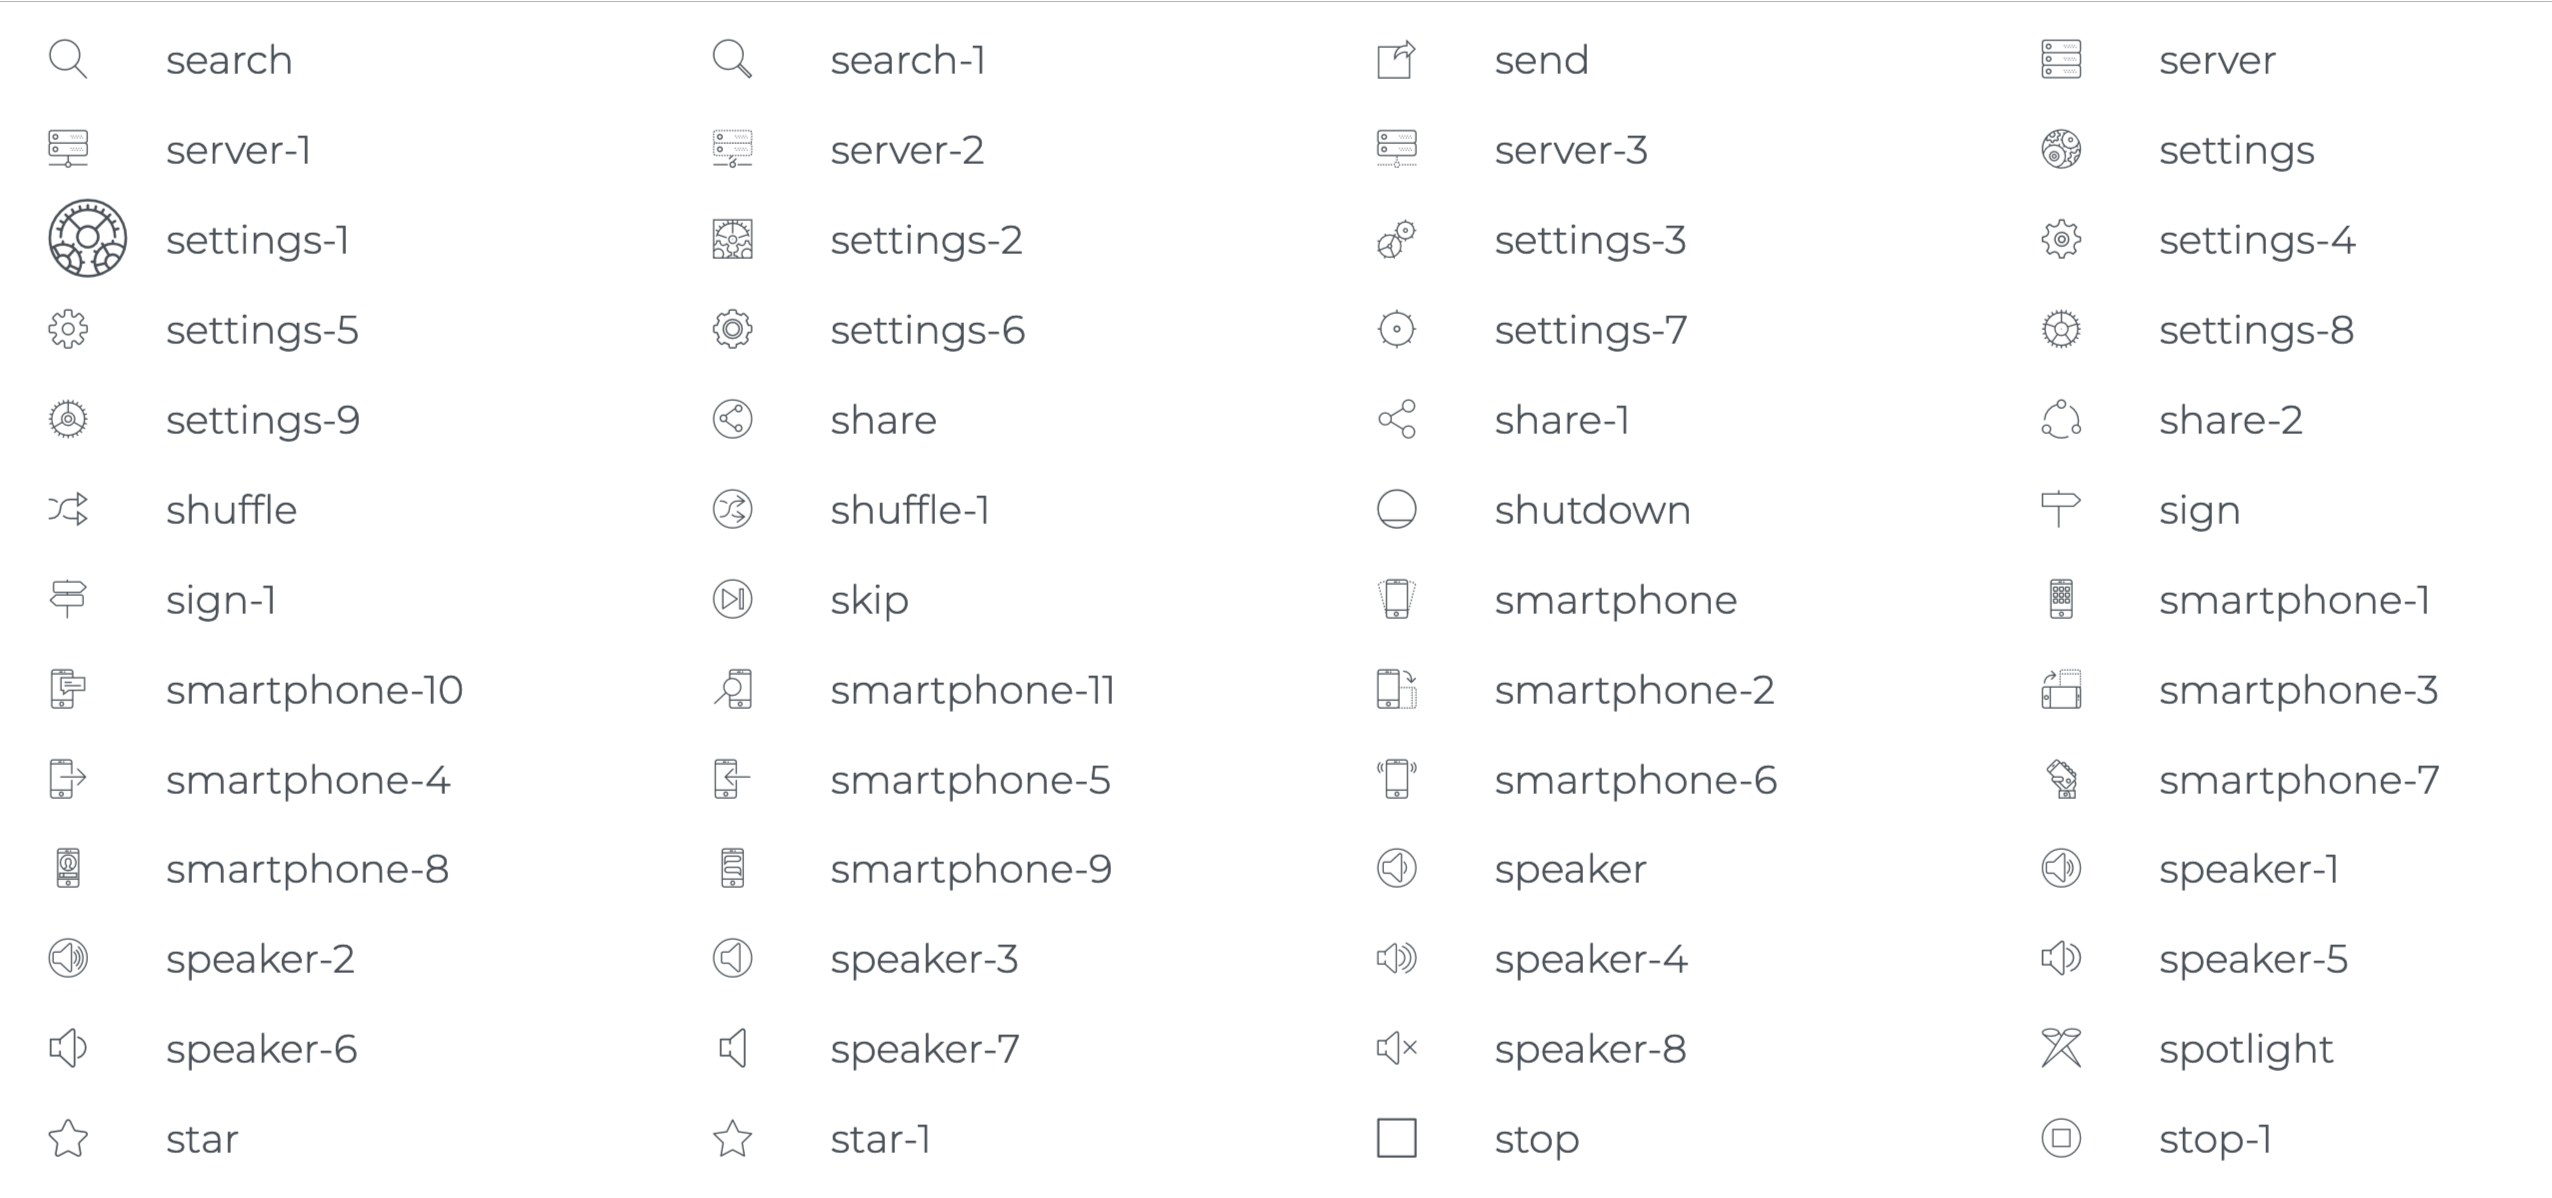 search search-1 send server
server-1 server-2 server-3 settings
settings-1 settings-2 settings-3 settings-4
settings-5 settings-6 settings-7 settings-8
settings-9 share share-1 share-2
shuffle shuffle-1 shutdown sign
sign-1 skip smartphone smartphone-1
smartphone-10 smartphone-11 smartphone-2 smartphone-3
smartphone-4 smartphone-5 smartphone-6 smartphone-7
smartphone-8 smartphone-9 speaker speaker-1
speaker-2 speaker-3 speaker-4 speaker-5
speaker-6 speaker-7 speaker-8 spotlight
star star-1 stop stop-1